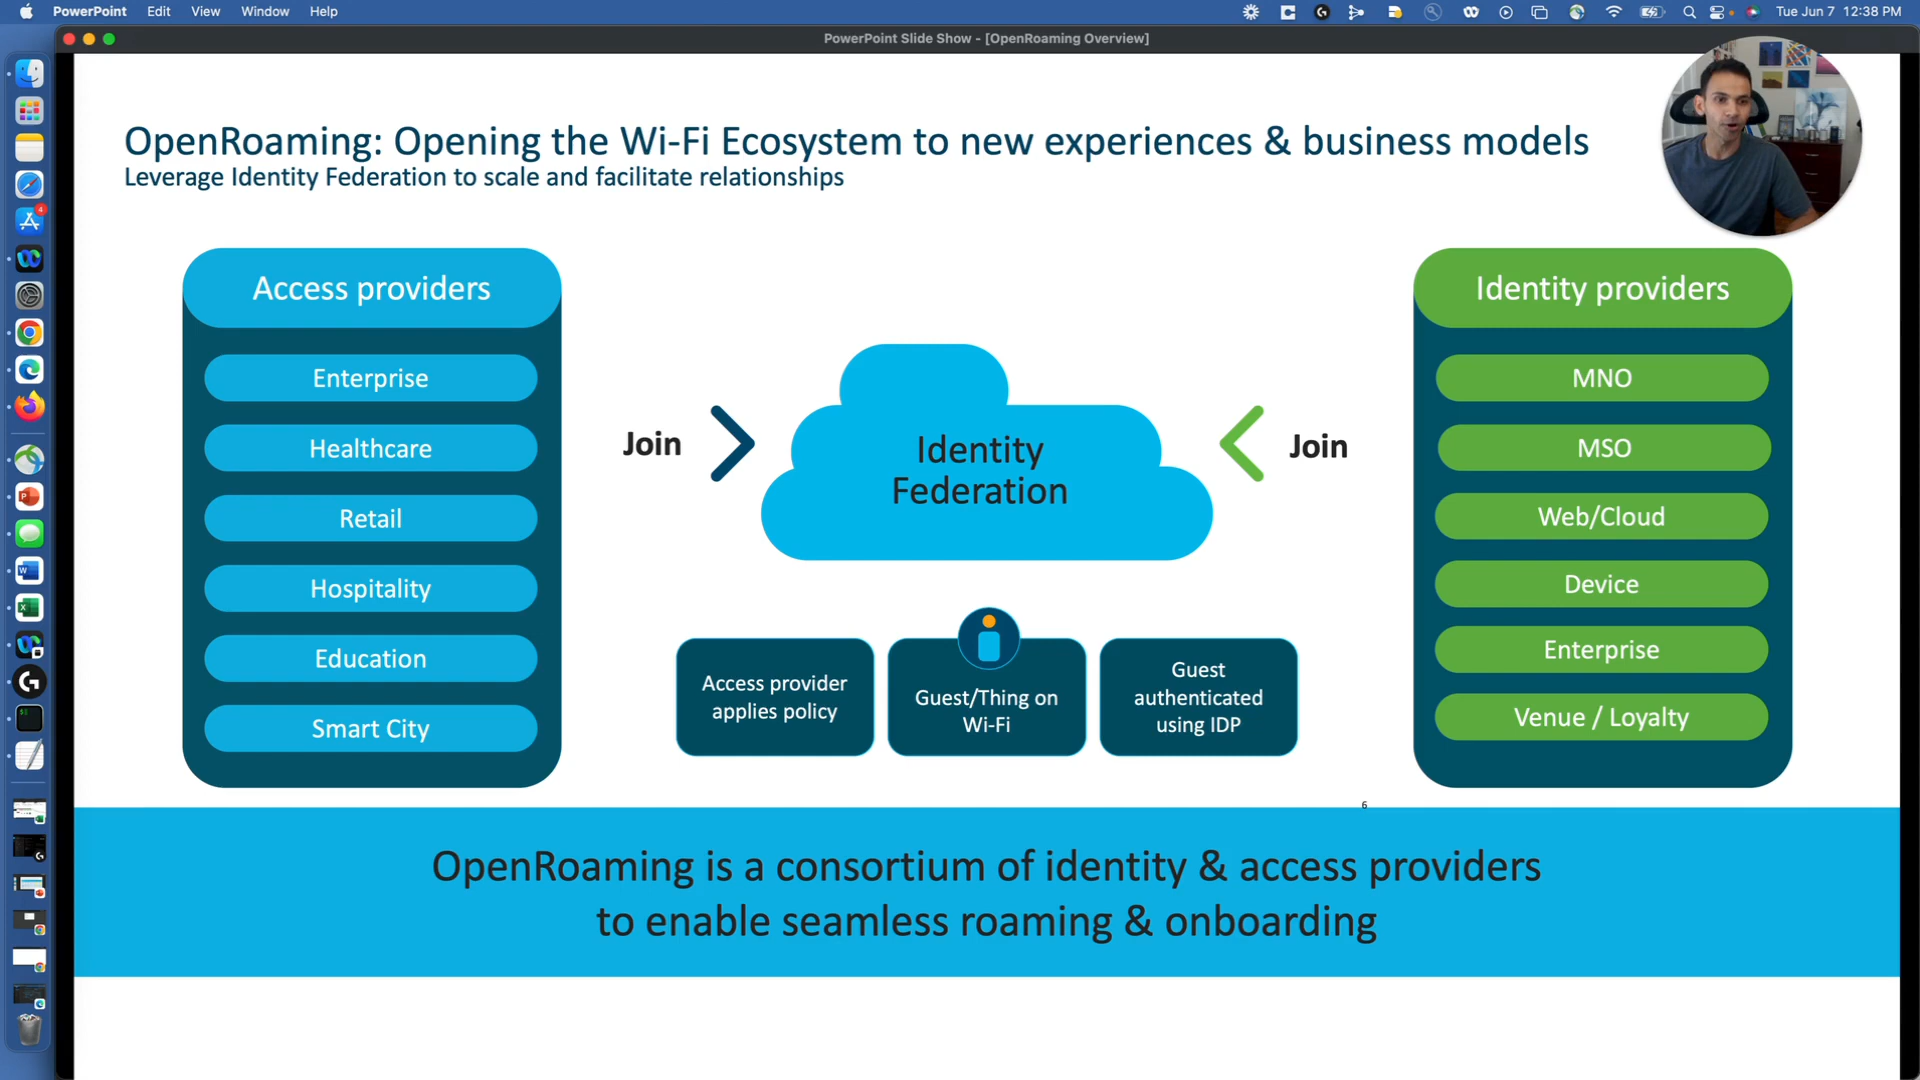 PowerPoint Edit View Window Help
Tue Jun 7 12:38 PM
PowerPoint Slide Show - [OpenRoaming Overview]
OpenRoaming: Opening the Wi-Fi Ecosystem to new experiences & business models
Leverage Identity Federation to scale and facilitate relationships
Access providers
Enterprise
Healthcare
Retail
Hospitality
Education
Smart City
Join
Identity
Federation
Join
Access provider
applies policy
Guest/Thing on
Wi-Fi
Guest
authenticated
using IDP
Identity providers
MNO
MSO
Web/Cloud
Device
Enterprise
Venue / Loyalty
6
OpenRoaming is a consortium of identity & access providers
to enable seamless roaming & onboarding